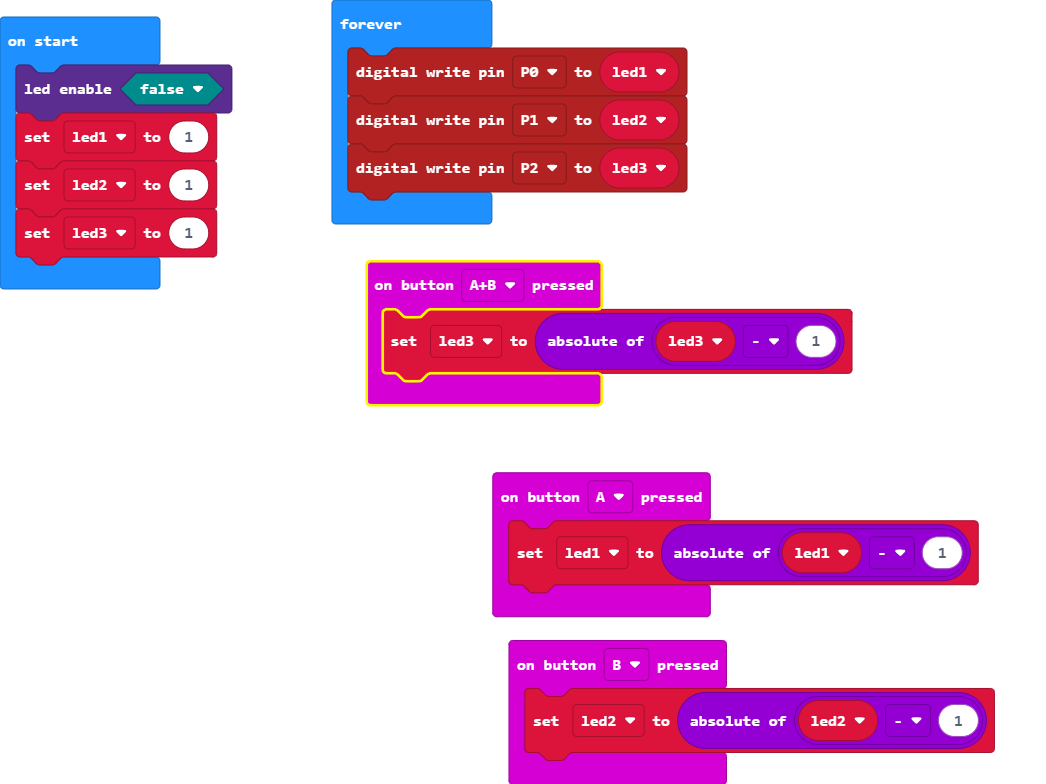 on start
led enable false
set led1 to 1
set led2 to 1
set led3 to 1
forever
digital write pin P0 to led1
digital write pin P1 to led2
digital write pin P2 to led3
on button A+B pressed
set led3 to absolute of led3 - 1
on button A pressed
set led1 to absolute of led1 - 1
on button B pressed
set led2 to absolute of led2 - 1